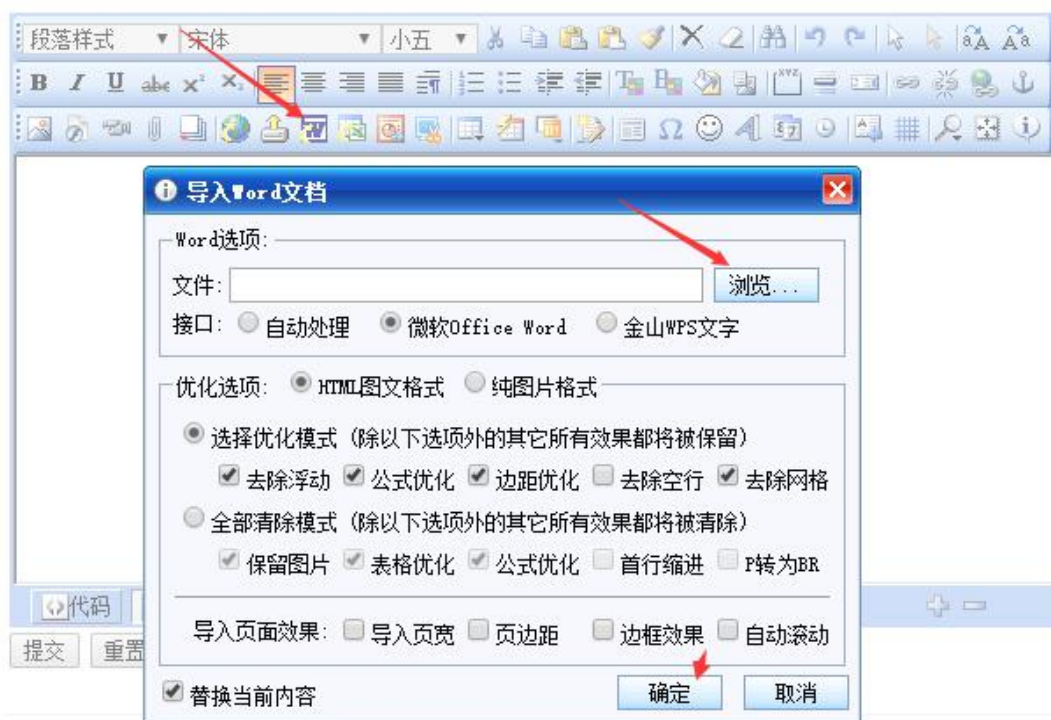 段落样式 宋体 小五
B I U abc x² X₂
导入Word文档
Word选项:
文件: 浏览...
接口: 自动处理 微软Office Word 金山WPS文字
优化选项: HTML图文格式 纯图片格式
选择优化模式（除以下选项外的其它所有效果都将被保留）
去除浮动 公式优化 边距优化 去除空行 去除网格
全部清除模式（除以下选项外的其它所有效果都将被清除）
保留图片 表格优化 公式优化 首行缩进 P转为BR
代码
导入页面效果: 导入页宽 页边距 边框效果 自动滚动
提交 重置
替换当前内容 确定 取消